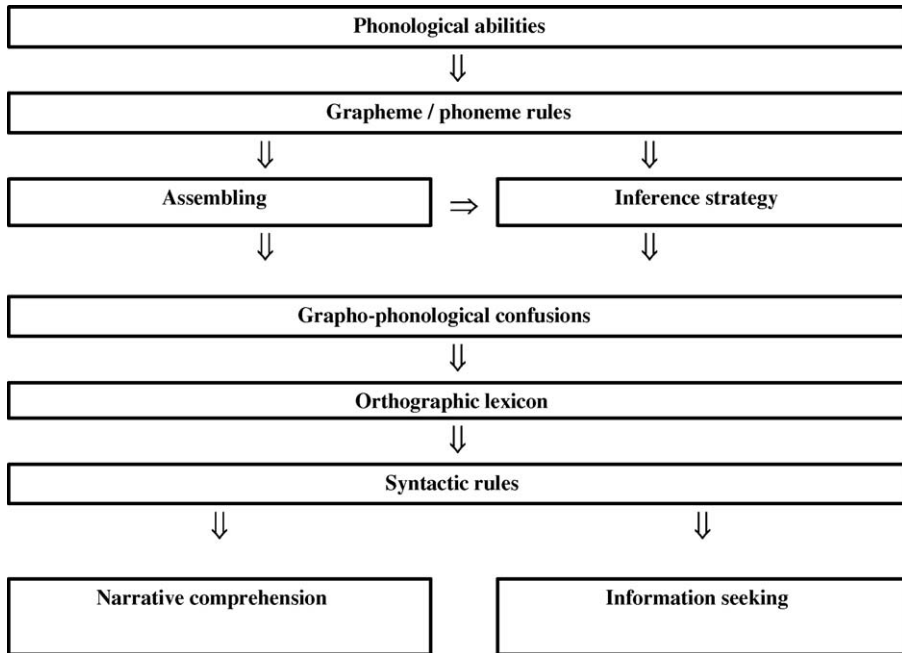 Phonological abilities
Grapheme / phoneme rules
Assembling
Inference strategy
Grapho-phonological confusions
Orthographic lexicon
Syntactic rules
Narrative comprehension
Information seeking